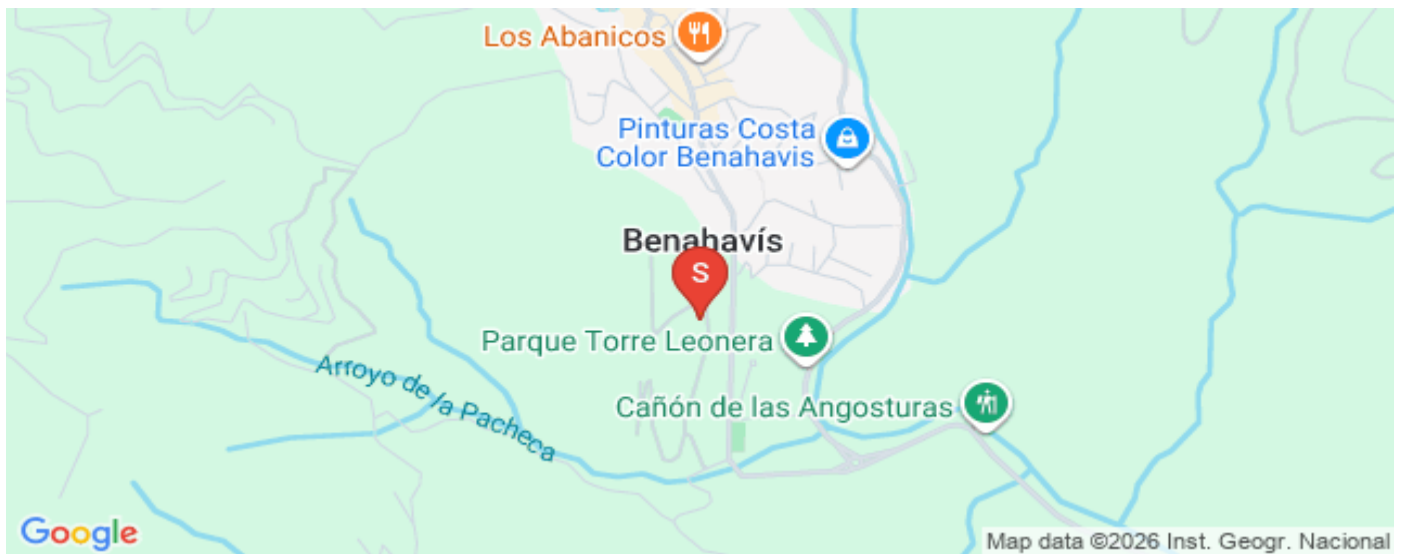 Los Abanicos
Pinturas Costa
Color Benahavis
Benahavís
S
Parque Torre Leonera
Arroyo de la Pacheca
Cañón de las Angosturas
Google
Map data ©2026 Inst. Geogr. Nacional